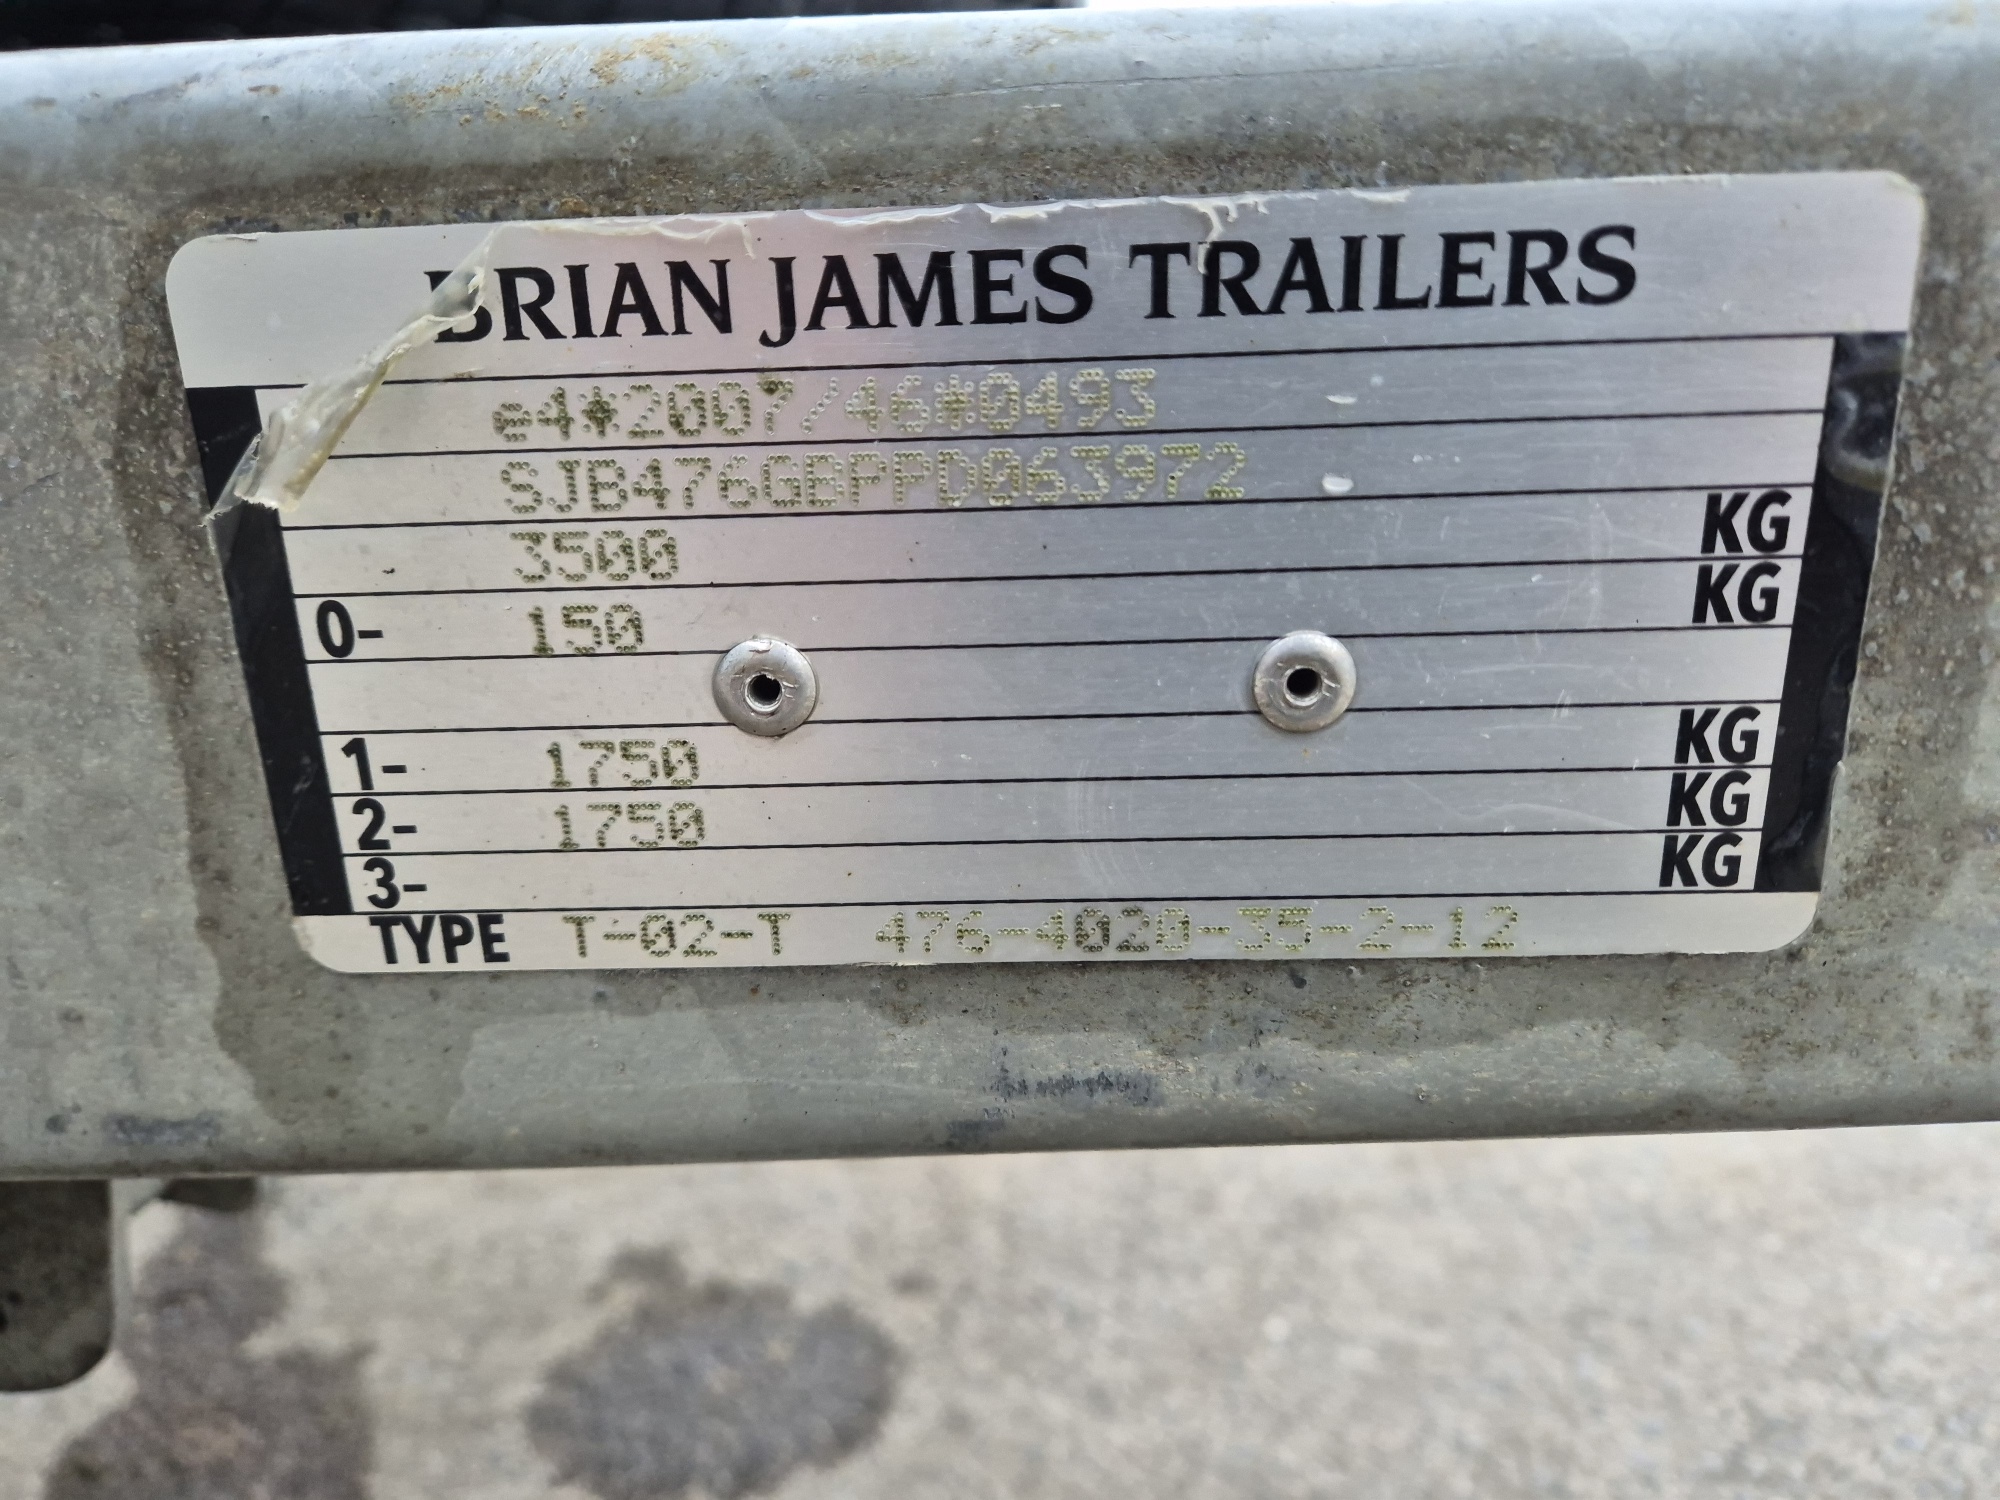 BRIAN JAMES TRAILERS
e4*2007/46*0493
SJB476GBPPD063972
3500 KG
0- 150 KG
1- 1750 KG
2- 1750 KG
3- KG
TYPE T-02-T 476-4020-35-2-12